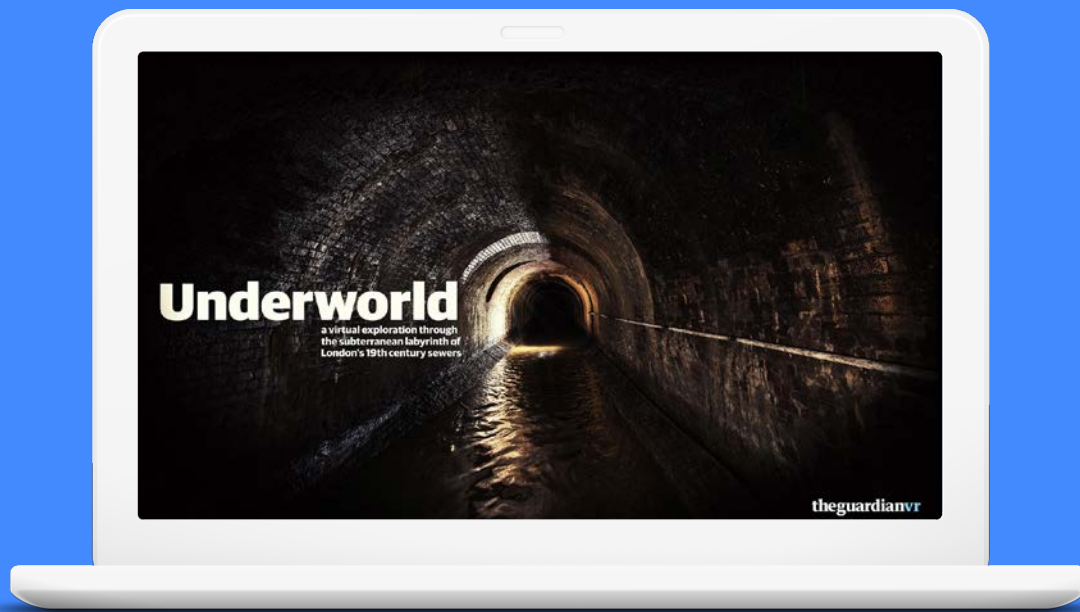 Underworld
a virtual exploration through
the subterranean labyrinth of
London's 19th century sewers
theguardianvr